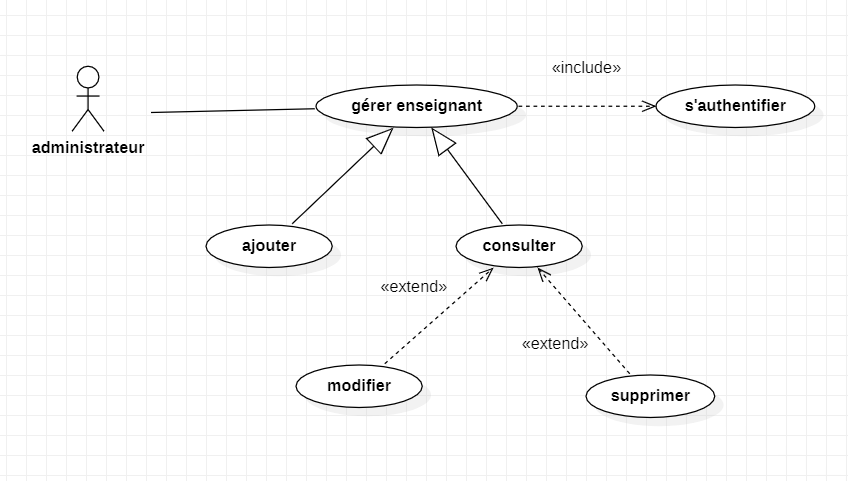 «include»
gérer enseignant
s'authentifier
administrateur
ajouter
consulter
«extend»
«extend»
modifier
supprimer